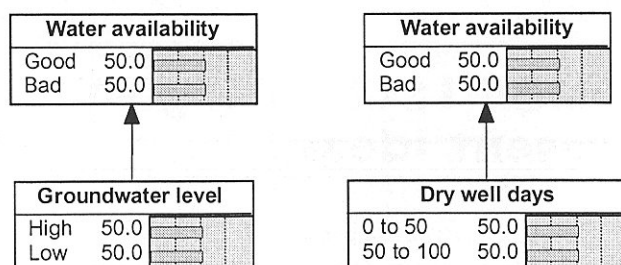 Water availability
Good 50.0
Bad 50.0
Groundwater level
High 50.0
Low 50.0
Water availability
Good 50.0
Bad 50.0
Dry well days
0 to 50 50.0
50 to 100 50.0